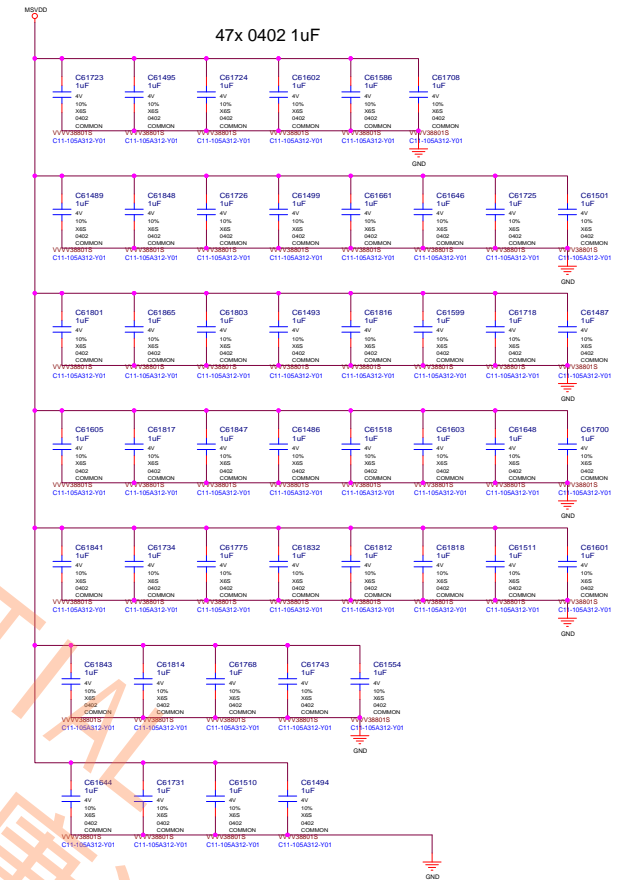 MSVDD
47x 0402 1uF
C61723 C61495 C61724 C61602 C61586 C61708
1uF 1uF 1uF 1uF 1uF 1uF
4V 4V 4V 4V 4V 4V
10% 10% 10% 10% 10% 10%
X6S X6S X6S X6S X6S X6S
0402 0402 0402 0402 0402 0402
COMMON COMMON COMMON COMMON COMMON COMMON
C11-105A312-Y01 C11-105A312-Y01 C11-105A312-Y01 C11-105A312-Y01 C11-105A312-Y01 C11-105A312-Y01
GND
C61489 C61848 C61726 C61499 C61661 C61646 C61725 C61501
1uF 1uF 1uF 1uF 1uF 1uF 1uF 1uF
4V 4V 4V 4V 4V 4V 4V 4V
10% 10% 10% 10% 10% 10% 10% 10%
X6S X6S X6S X6S X6S X6S X6S X6S
0402 0402 0402 0402 0402 0402 0402 0402
COMMON COMMON COMMON COMMON COMMON COMMON COMMON COMMON
C11-105A312-Y01 C11-105A312-Y01 C11-105A312-Y01 C11-105A312-Y01 C11-105A312-Y01 C11-105A312-Y01 C11-105A312-Y01 C11-105A312-Y01
GND
C61801 C61865 C61803 C61493 C61816 C61599 C61718 C61487
1uF 1uF 1uF 1uF 1uF 1uF 1uF 1uF
4V 4V 4V 4V 4V 4V 4V 4V
10% 10% 10% 10% 10% 10% 10% 10%
X6S X6S X6S X6S X6S X6S X6S X6S
0402 0402 0402 0402 0402 0402 0402 0402
COMMON COMMON COMMON COMMON COMMON COMMON COMMON COMMON
C11-105A312-Y01 C11-105A312-Y01 C11-105A312-Y01 C11-105A312-Y01 C11-105A312-Y01 C11-105A312-Y01 C11-105A312-Y01 C11-105A312-Y01
GND
C61605 C61817 C61847 C61486 C61518 C61603 C61648 C61700
1uF 1uF 1uF 1uF 1uF 1uF 1uF 1uF
4V 4V 4V 4V 4V 4V 4V 4V
10% 10% 10% 10% 10% 10% 10% 10%
X6S X6S X6S X6S X6S X6S X6S X6S
0402 0402 0402 0402 0402 0402 0402 0402
COMMON COMMON COMMON COMMON COMMON COMMON COMMON COMMON
C11-105A312-Y01 C11-105A312-Y01 C11-105A312-Y01 C11-105A312-Y01 C11-105A312-Y01 C11-105A312-Y01 C11-105A312-Y01 C11-105A312-Y01
GND
C61841 C61734 C61775 C61832 C61812 C61818 C61511 C61601
1uF 1uF 1uF 1uF 1uF 1uF 1uF 1uF
4V 4V 4V 4V 4V 4V 4V 4V
10% 10% 10% 10% 10% 10% 10% 10%
X6S X6S X6S X6S X6S X6S X6S X6S
0402 0402 0402 0402 0402 0402 0402 0402
COMMON COMMON COMMON COMMON COMMON COMMON COMMON COMMON
C11-105A312-Y01 C11-105A312-Y01 C11-105A312-Y01 C11-105A312-Y01 C11-105A312-Y01 C11-105A312-Y01 C11-105A312-Y01 C11-105A312-Y01
GND
C61843 C61814 C61768 C61743 C61554
1uF 1uF 1uF 1uF 1uF
4V 4V 4V 4V 4V
10% 10% 10% 10% 10%
X6S X6S X6S X6S X6S
0402 0402 0402 0402 0402
COMMON COMMON COMMON COMMON COMMON
C11-105A312-Y01 C11-105A312-Y01 C11-105A312-Y01 C11-105A312-Y01 C11-105A312-Y01
GND
C61644 C61731 C61510 C61494
1uF 1uF 1uF 1uF
4V 4V 4V 4V
10% 10% 10% 10%
X6S X6S X6S X6S
0402 0402 0402 0402
COMMON COMMON COMMON COMMON
C11-105A312-Y01 C11-105A312-Y01 C11-105A312-Y01 C11-105A312-Y01
GND
TIAL